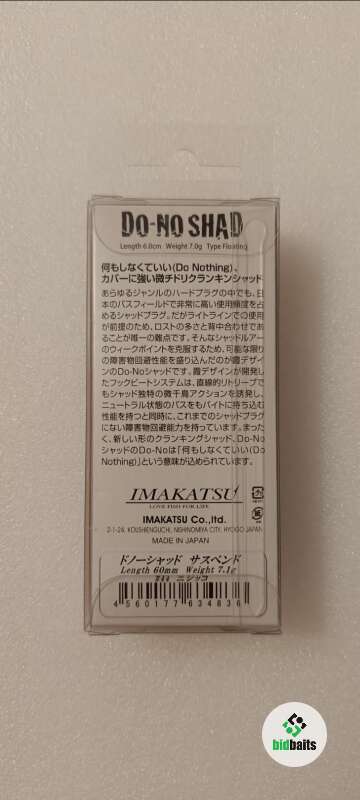 DO-NO SHAD
Length 6.0cm Weight 7.0g Type Floating
何もしなくていい(Do Nothing)、
カバーに強い微チドリクランキンシャッド
あらゆるジャンルのハードプラグの中でも、日
本のバスフィールドで非常に高い使用頻度を占
めるシャッドプラグ。だがライトラインでの使用
が前提のため、ロストの多さと背中合わせであ
ることが唯一の難点です。そんなシャッドルアー
のウィークポイントを克服するため、可能な限り
の障害物回避性能を盛り込んだのが霞デザイ
ンのDo-Noシャッドです。霞デザインが開発し
たフックビートシステムは、直線的リトリーブで
もシャッド独特の微千鳥アクションを誘発し、
ニュートラル状態のバスをもバイトに持ち込む
性能を持つと同時に、これまでのシャッドプラグ
にない障害物回避能力を持っています。まった
く、新しい形のクランキングシャッド、Do-No
シャッドのDo-Noは「何もしなくていい(Do
Nothing)」という意味が込められています。
IMAKATSU
LOVE FISH FOR LIFE
IMAKATSU Co.,ltd.
2-1-28, KOUSHIENGUCHI, NISHINOMIYA CITY, HYOGO JAPAN
MADE IN JAPAN
ドノーシャッド サスペンド
Length 60mm Weight 7.1g
#44 ニジッコ
4 560177 634836
bidbaits